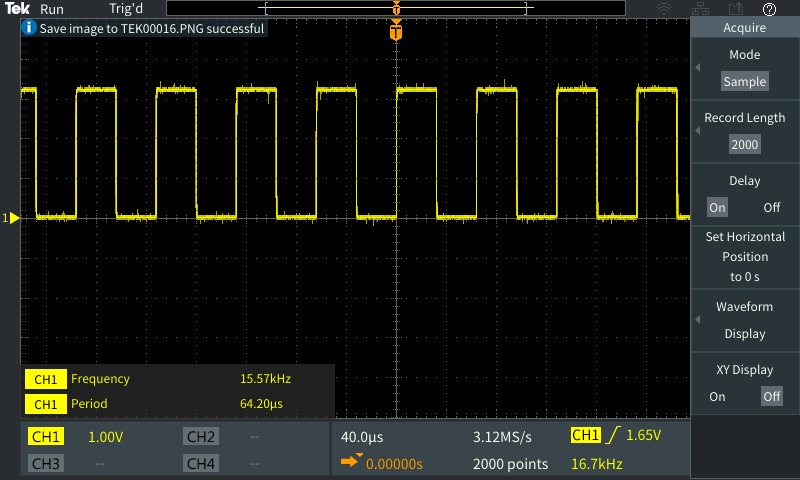 Tek Run Trig'd T ?
i Save image to TEK00016.PNG successful
T
Acquire
Mode
Sample
Record Length
2000
Delay
On Off
Set Horizontal
Position
to 0 s
Waveform
Display
XY Display
On Off
1
CH1 Frequency 15.57kHz
CH1 Period 64.20µs
CH1 1.00V CH2 --
CH3 -- CH4 --
40.0µs 3.12MS/s CH1 1.65V
0.00000s 2000 points 16.7kHz